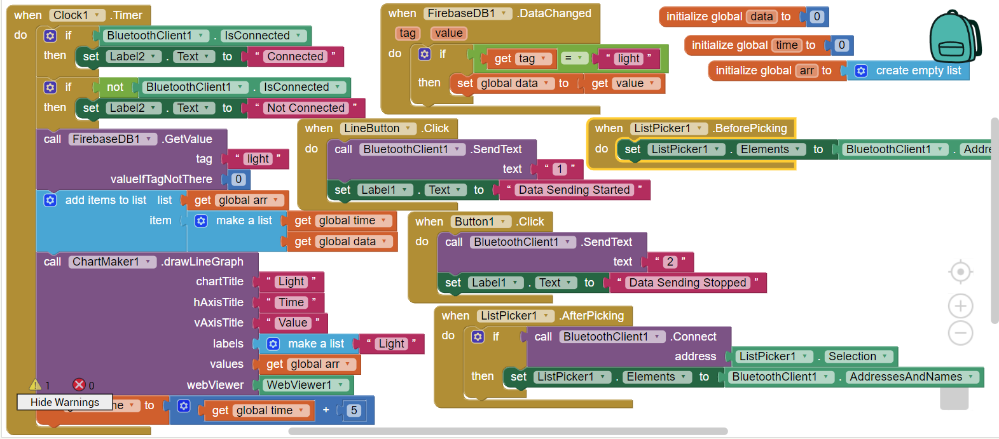 when Clock1 .Timer
do if BluetoothClient1 . IsConnected
then set Label2 . Text to “ Connected ”
if not BluetoothClient1 . IsConnected
then set Label2 . Text to “ Not Connected ”
call FirebaseDB1 .GetValue
tag “ light ”
valueIfTagNotThere 0
add items to list list get global arr
item make a list get global time
get global data
call ChartMaker1 .drawLineGraph
chartTitle “ Light ”
hAxisTitle “ Time ”
vAxisTitle “ Value ”
labels make a list “ Light ”
values get global arr
webViewer WebViewer1
1 0
Hide Warnings
me to get global time + 5
when FirebaseDB1 .DataChanged
tag value
do if get tag = “ light ”
then set global data to get value
when LineButton .Click
do call BluetoothClient1 .SendText
text “ 1 ”
set Label1 . Text to “ Data Sending Started ”
when Button1 .Click
do call BluetoothClient1 .SendText
text “ 2 ”
set Label1 . Text to “ Data Sending Stopped ”
when ListPicker1 .AfterPicking
do if call BluetoothClient1 .Connect
address ListPicker1 . Selection
then set ListPicker1 . Elements to BluetoothClient1 . AddressesAndNames
initialize global data to 0
initialize global time to 0
initialize global arr to create empty list
when ListPicker1 .BeforePicking
do set ListPicker1 . Elements to BluetoothClient1 . Addre